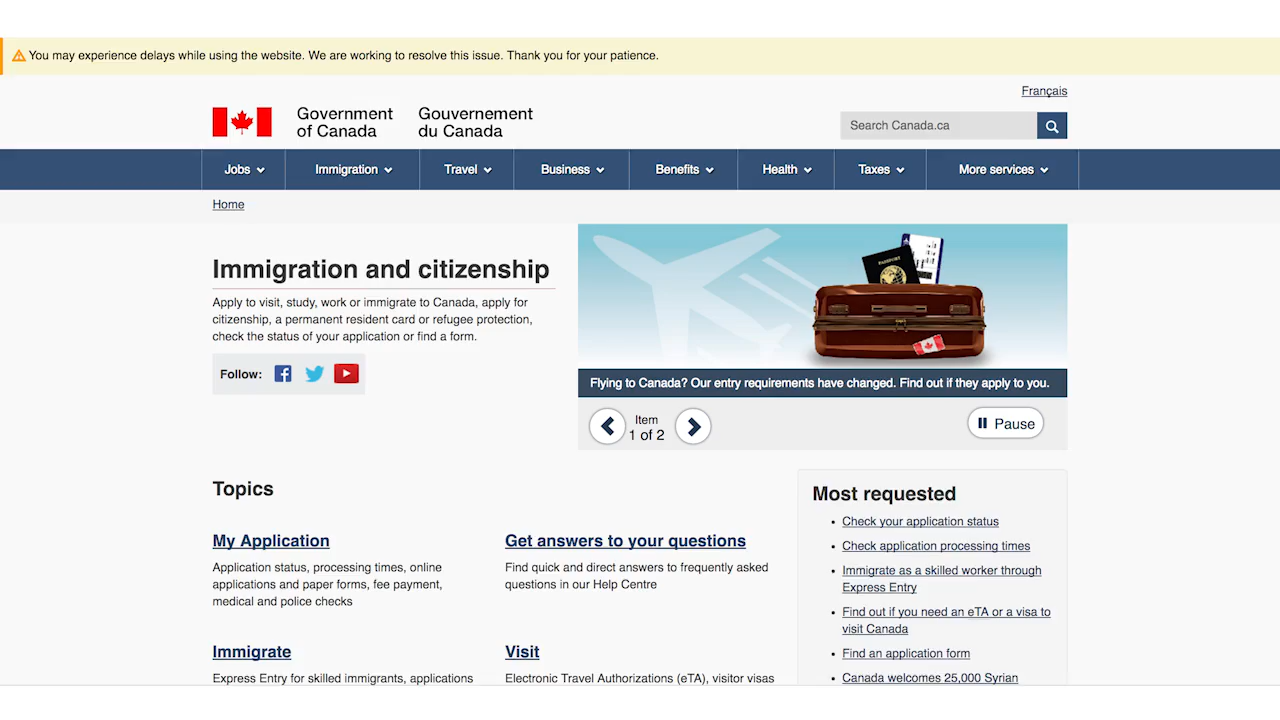 You may experience delays while using the website. We are working to resolve this issue. Thank you for your patience.
Français
Government
of Canada
Gouvernement
du Canada
Search Canada.ca
Jobs
Immigration
Travel
Business
Benefits
Health
Taxes
More services
Home
Immigration and citizenship
Apply to visit, study, work or immigrate to Canada, apply for
citizenship, a permanent resident card or refugee protection,
check the status of your application or find a form.
Follow:
PASSPORT
Flying to Canada? Our entry requirements have changed. Find out if they apply to you.
Item
1 of 2
Pause
Topics
My Application
Application status, processing times, online
applications and paper forms, fee payment,
medical and police checks
Get answers to your questions
Find quick and direct answers to frequently asked
questions in our Help Centre
Immigrate
Express Entry for skilled immigrants, applications
Visit
Electronic Travel Authorizations (eTA), visitor visas
Most requested
• Check your application status
• Check application processing times
• Immigrate as a skilled worker through
Express Entry
• Find out if you need an eTA or a visa to
visit Canada
• Find an application form
• Canada welcomes 25,000 Syrian